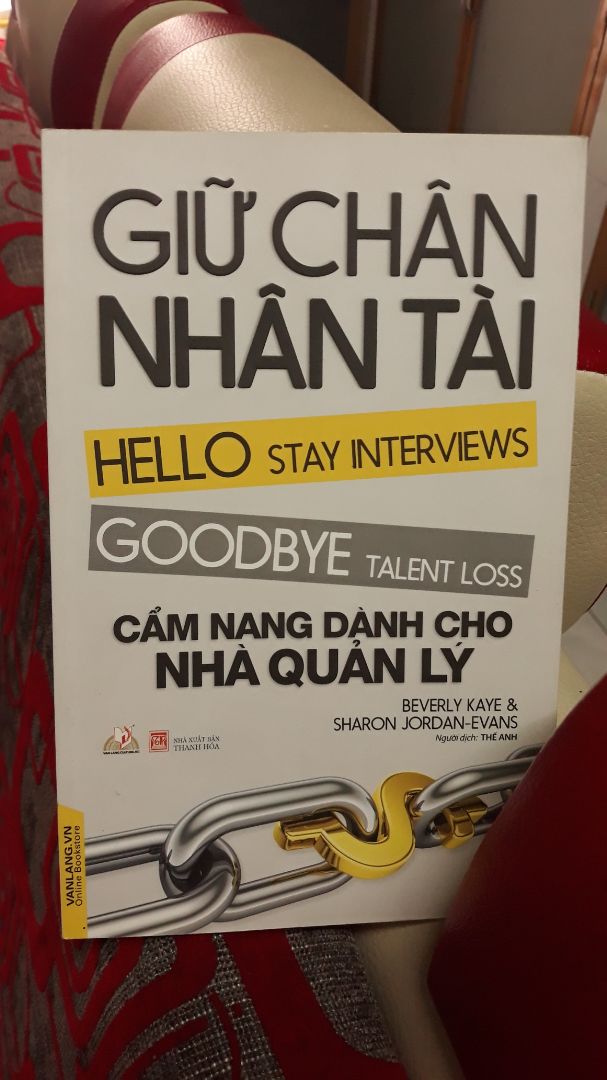 GIỮ CHÂN
NHÂN TÀI
HELLO STAY INTERVIEWS
GOODBYE TALENT LOSS
CẨM NANG DÀNH CHO
NHÀ QUẢN LÝ
BEVERLY KAYE &
SHARON JORDAN-EVANS
Người dịch: THẾ ANH
NHÀ XUẤT BẢN
THANH HÓA
VANLANG.VN
Online Bookstore